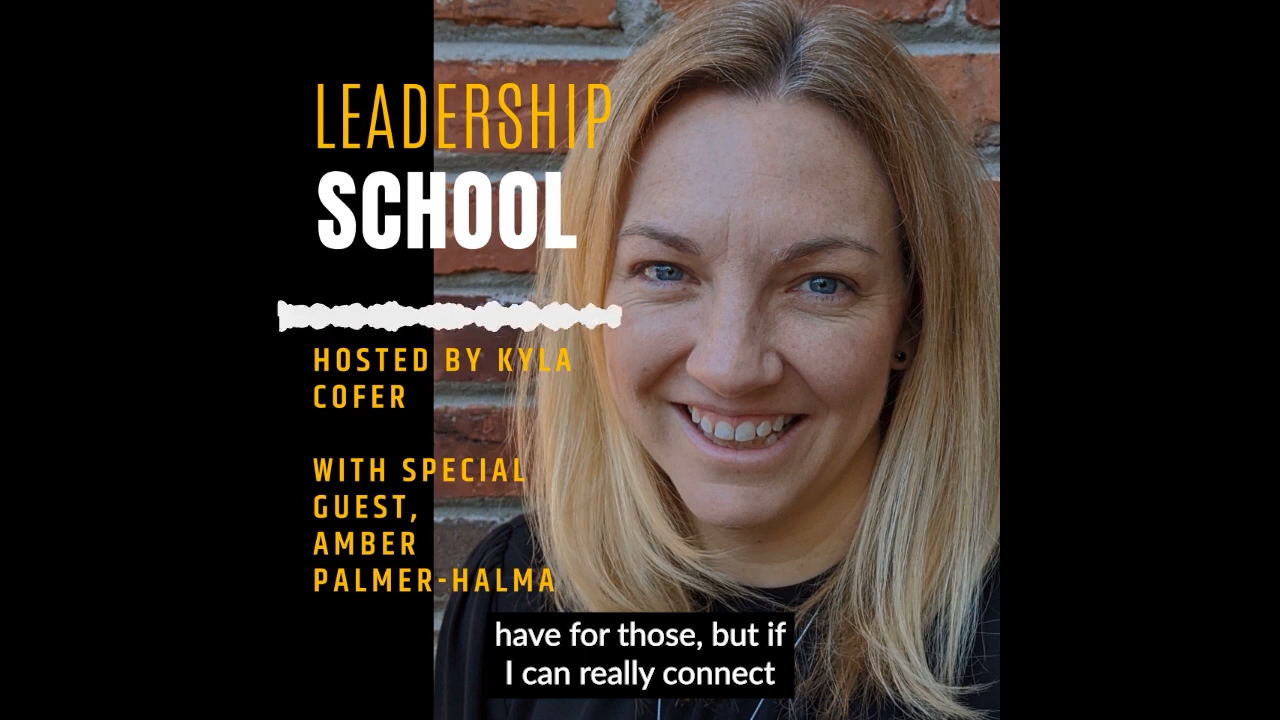 LEADERSHIP
SCHOOL
HOSTED BY KYLA
COFER
WITH SPECIAL
GUEST,
AMBER
PALMER-HALMA
have for those, but if
I can really connect